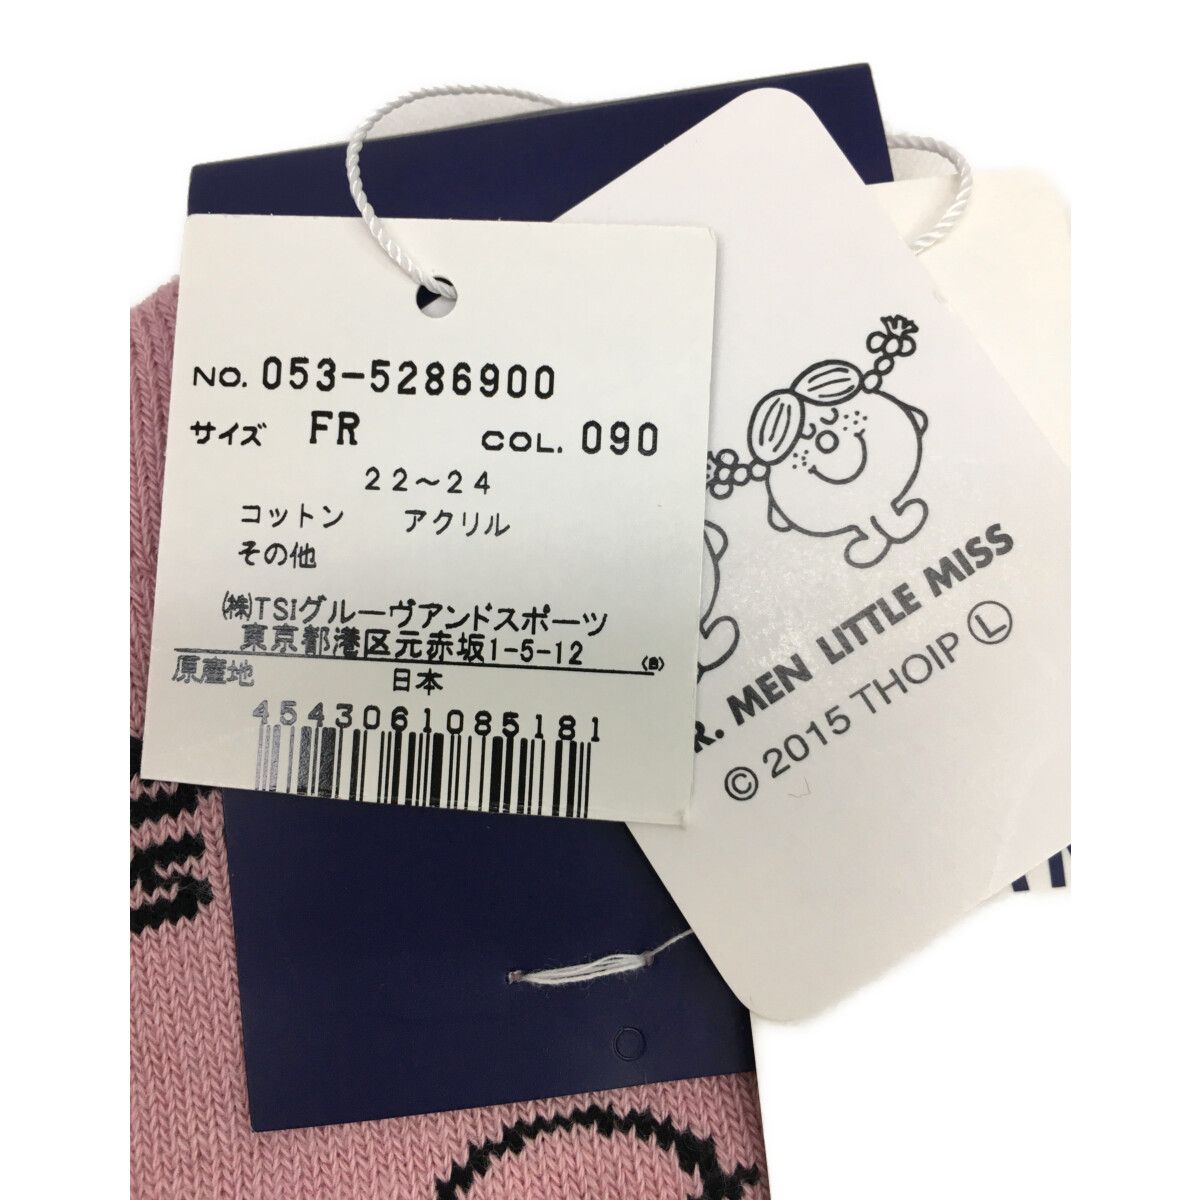 NO. 053-5286900
サイズ FR COL. 090
22~24
コットン アクリル
その他
㈱TSIグルーヴアンドスポーツ
東京都港区元赤坂1-5-12
原産地 日本
4543061085181
R. MEN LITTLE MISS
© 2015 THOIP Ⓛ